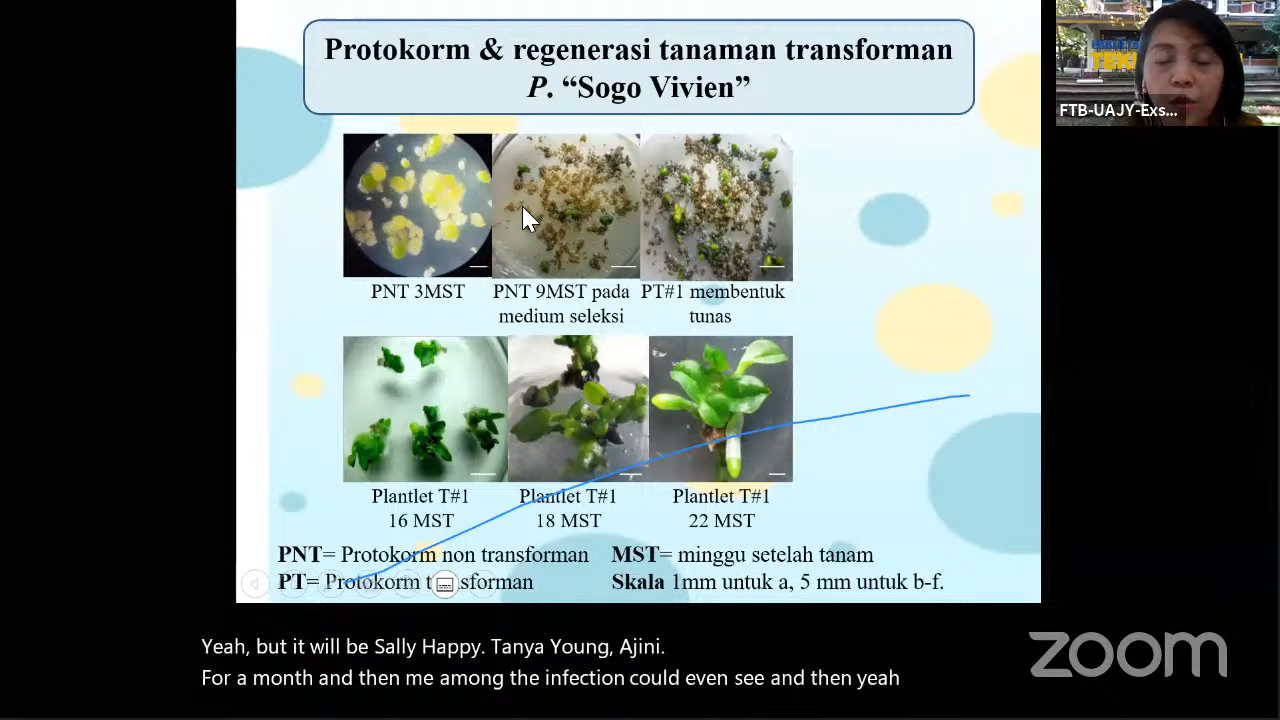 Protokorm & regenerasi tanaman transforman
P. “Sogo Vivien”
FTB-UAJY-Exs...
PNT 3MST
PNT 9MST pada
medium seleksi
PT#1 membentuk
tunas
Plantlet T#1
16 MST
Plantlet T#1
18 MST
Plantlet T#1
22 MST
PNT= Protokorm non transforman
MST= minggu setelah tanam
PT= Protokorm transforman
Skala 1mm untuk a, 5 mm untuk b-f.
Yeah, but it will be Sally Happy. Tanya Young, Ajini.
For a month and then me among the infection could even see and then yeah
zoom